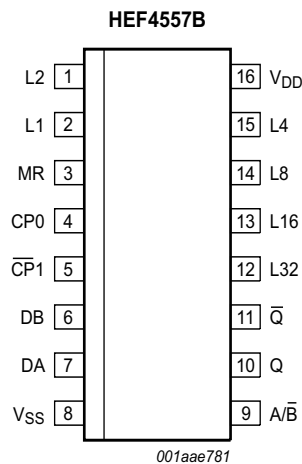 HEF4557B
L2 1 16 VDD
L1 2 15 L4
MR 3 14 L8
CP0 4 13 L16
C̅P̅1 5 12 L32
DB 6 11 Q̅
DA 7 10 Q
VSS 8 9 A/B̅
001aae781